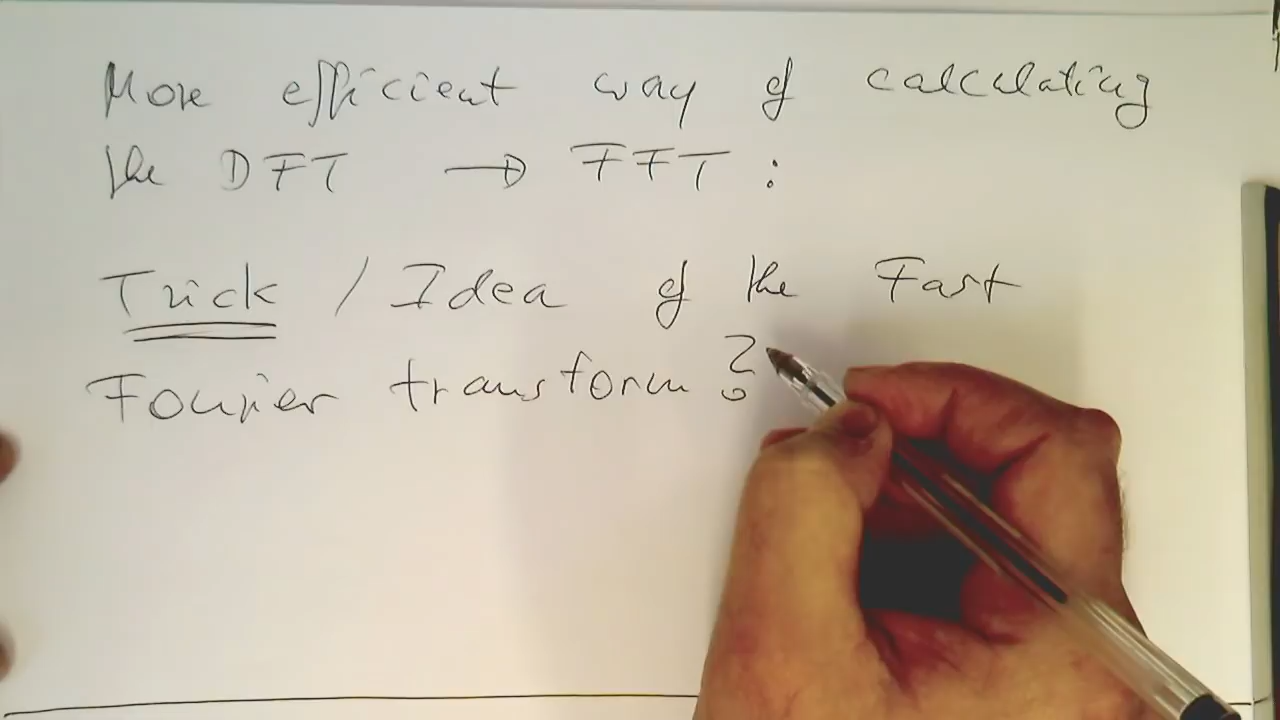 More efficient way of calculating
the DFT → FFT :
Trick / Idea of the Fast
Fourier transform ?